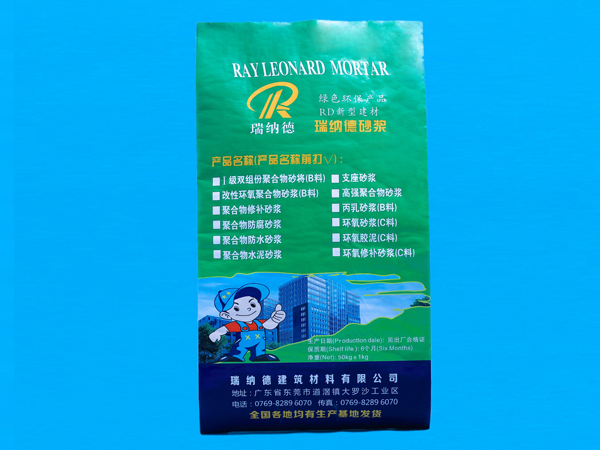 RAY LEONARD MORTAR
绿色环保产品
RD新型建材
瑞纳德
瑞纳德砂浆
产品名称(产品名称前打√):
I级双组份聚合物砂将(B料)
支座砂浆
改性环氧聚合物砂浆(B料)
高强聚合物砂浆
聚合物修补砂浆
丙乳砂浆(B料)
聚合物防腐砂浆
环氧砂浆(C料)
聚合物防水砂浆
环氧胶泥(C料)
聚合物水泥砂浆
环氧修补砂浆(C料)
生产日期(Production date): 见出厂合格证
保质期(Shelf life): 6个月(Six Months)
净重(Net): 50kg±1kg
瑞纳德建筑材料有限公司
地址:广东省东莞市道滘镇大罗沙工业区
电话:0769-8289 6070 传真:0769-8289 6070
全国各地均有生产基地发货